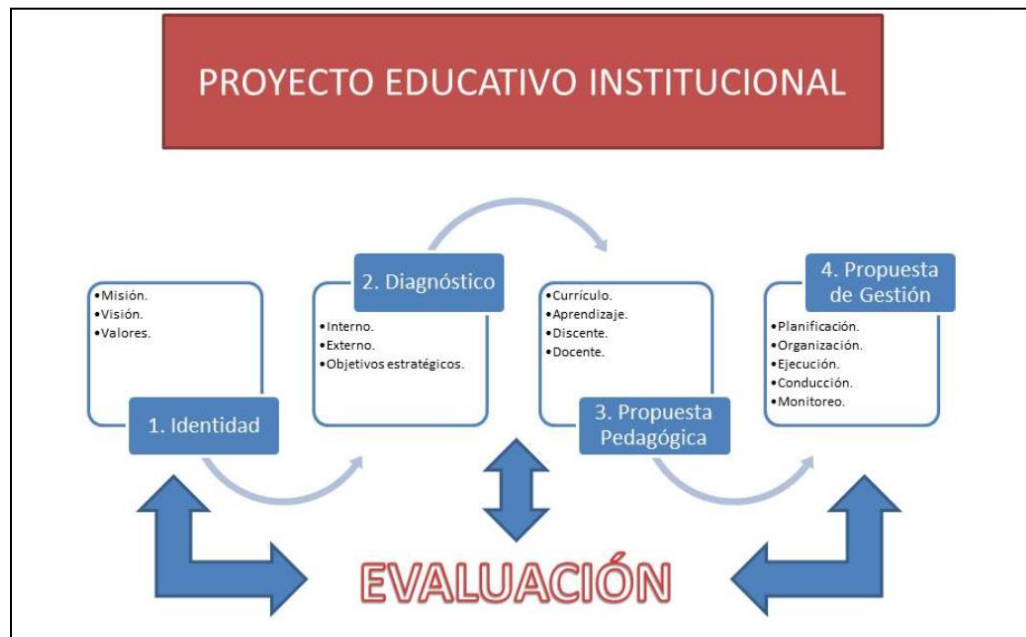 PROYECTO EDUCATIVO INSTITUCIONAL
•Misión.
•Visión.
•Valores.
1. Identidad
2. Diagnóstico
•Interno.
•Externo.
•Objetivos estratégicos.
•Currículo.
•Aprendizaje.
•Discente.
•Docente.
3. Propuesta
Pedagógica
4. Propuesta
de Gestión
•Planificación.
•Organización.
•Ejecución.
•Conducción.
•Monitoreo.
EVALUACIÓN